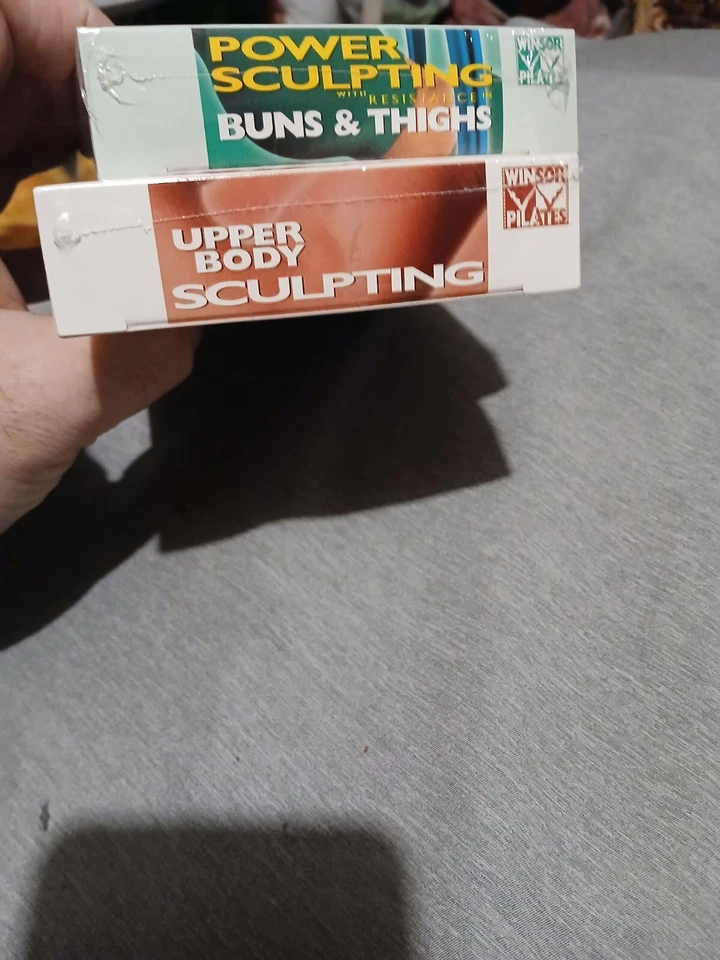 POWER
SCULPTING
WITH RESISTANCE
BUNS & THIGHS
WINSOR
PILATES
UPPER
BODY
SCULPTING
WINSOR
PILATES